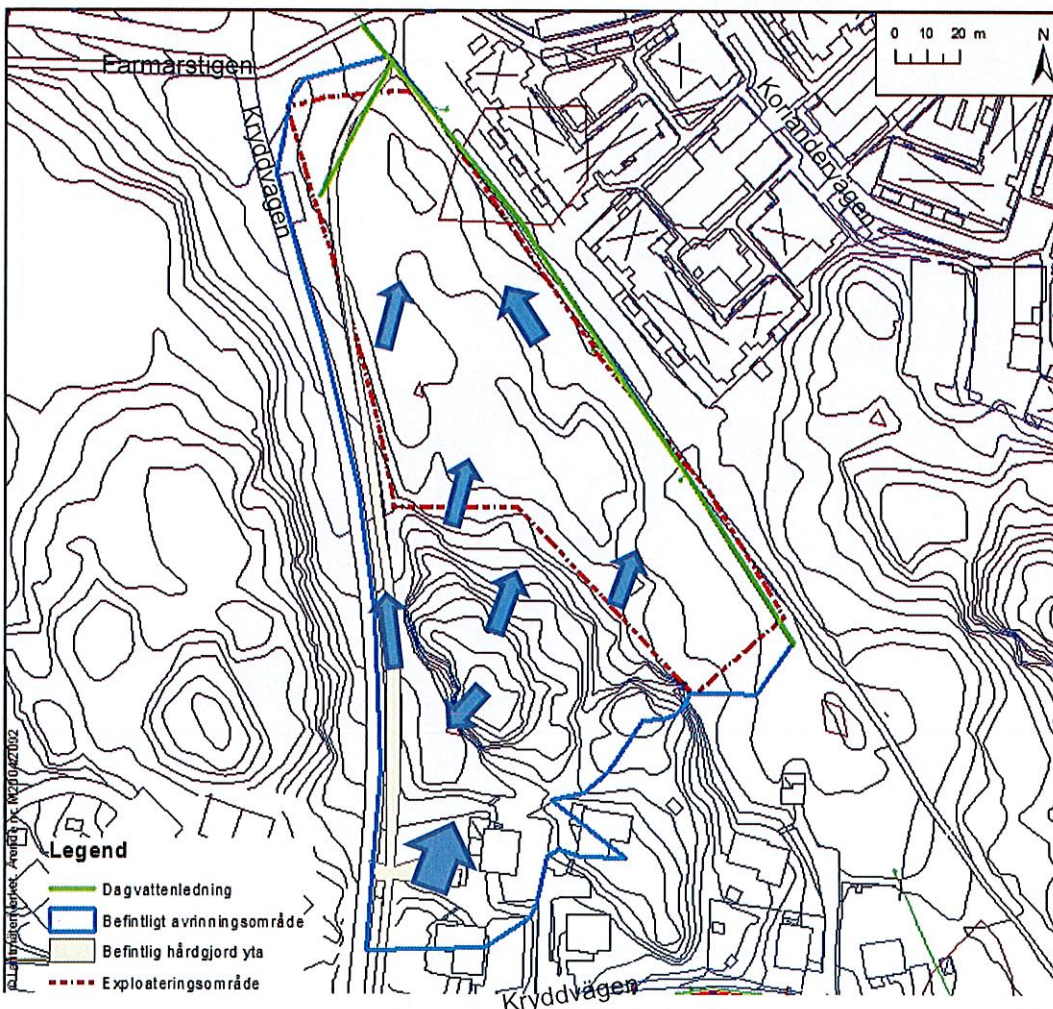 0 10 20 m
N
Farmarstigen
Kryddvägen
Koriandervägen
Legend
Dagvattenledning
Befintligt avrinningsområde
Befintlig hårdgjord yta
Exploateringsområde
Kryddvägen